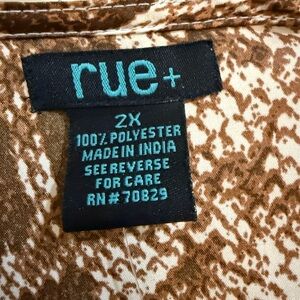 rue+
2X
100% POLYESTER
MADE IN INDIA
SEE REVERSE
FOR CARE
RN# 70829